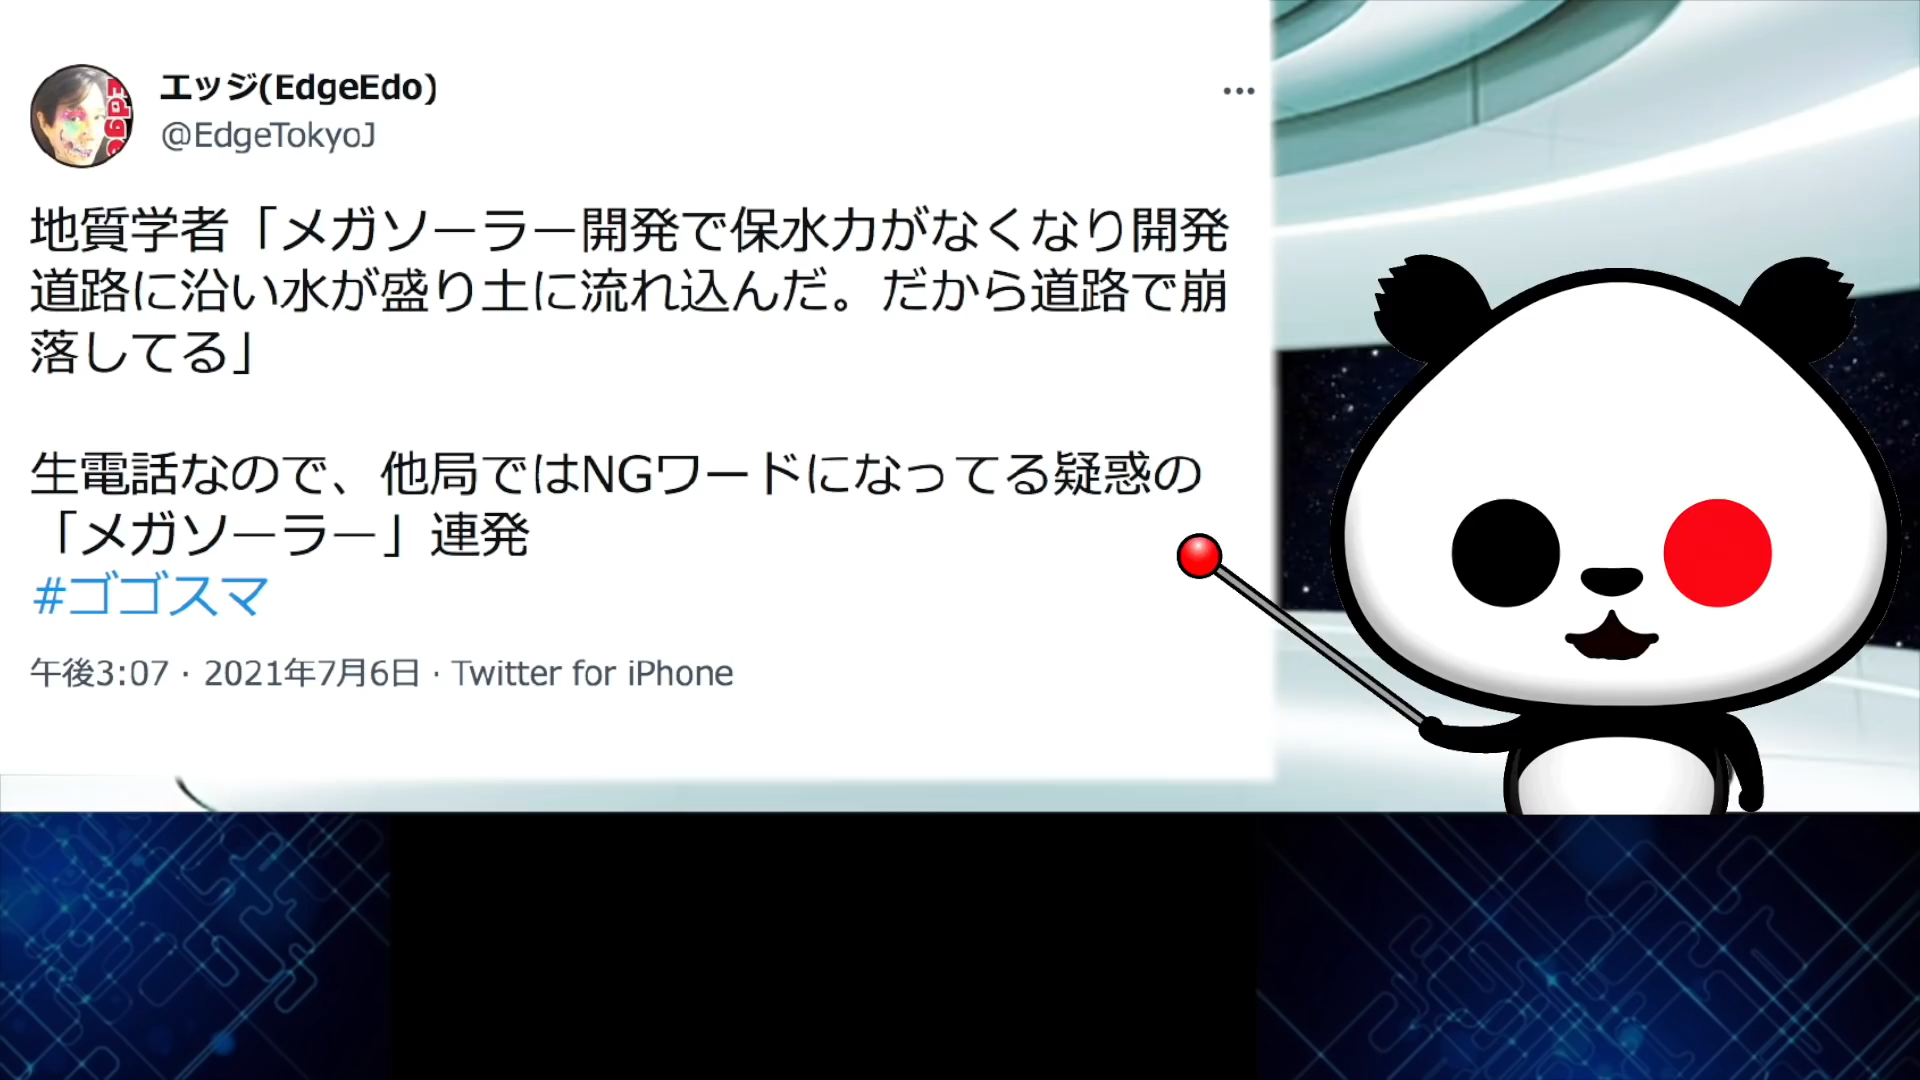 エッジ(EdgeEdo)
@EdgeTokyoJ
地質学者「メガソーラー開発で保水力がなくなり開発
道路に沿い水が盛り土に流れ込んだ。だから道路で崩
落してる」
生電話なので、他局ではNGワードになってる疑惑の
「メガソーラー」連発
#ゴゴスマ
午後3:07 · 2021年7月6日 · Twitter for iPhone